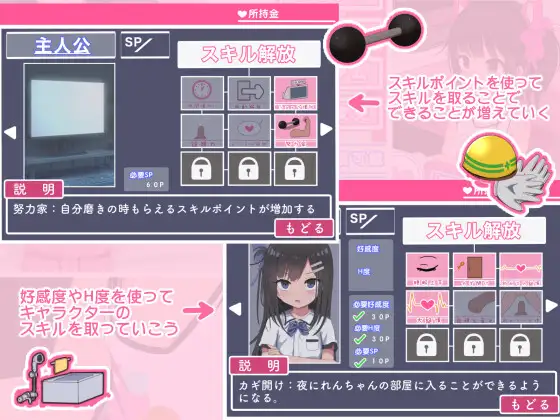 ♥所持金
主人公
SP/
スキル解放
必要SP
60P
説 明
努力家：自分磨きの時もらえるスキルポイントが増加する
もどる
スキルポイントを使って
スキルを取ることで
できることが増えていく
好感度やH度を使って
キャラクターの
スキルを取っていこう
SP/
スキル解放
好感度
H度
必要好感度
30P
必要H度
30P
必要SP
10P
説 明
カギ開け：夜にれんちゃんの部屋に入ることができるよう
になる。
もどる